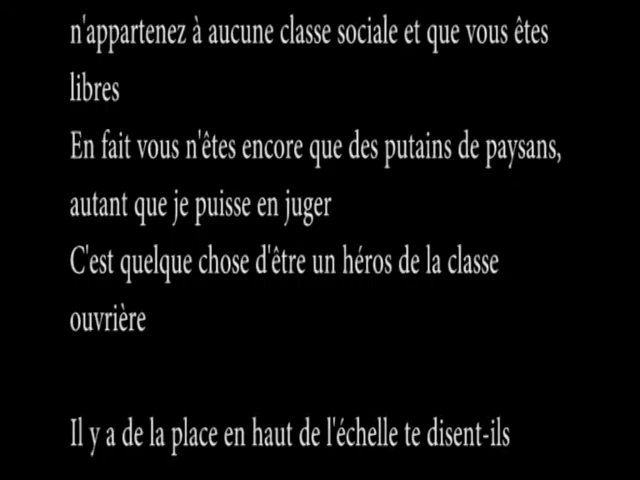 n'appartenez à aucune classe sociale et que vous êtes
libres
En fait vous n'êtes encore que des putains de paysans,
autant que je puisse en juger
C'est quelque chose d'être un héros de la classe
ouvrière
Il y a de la place en haut de l'échelle te disent-ils